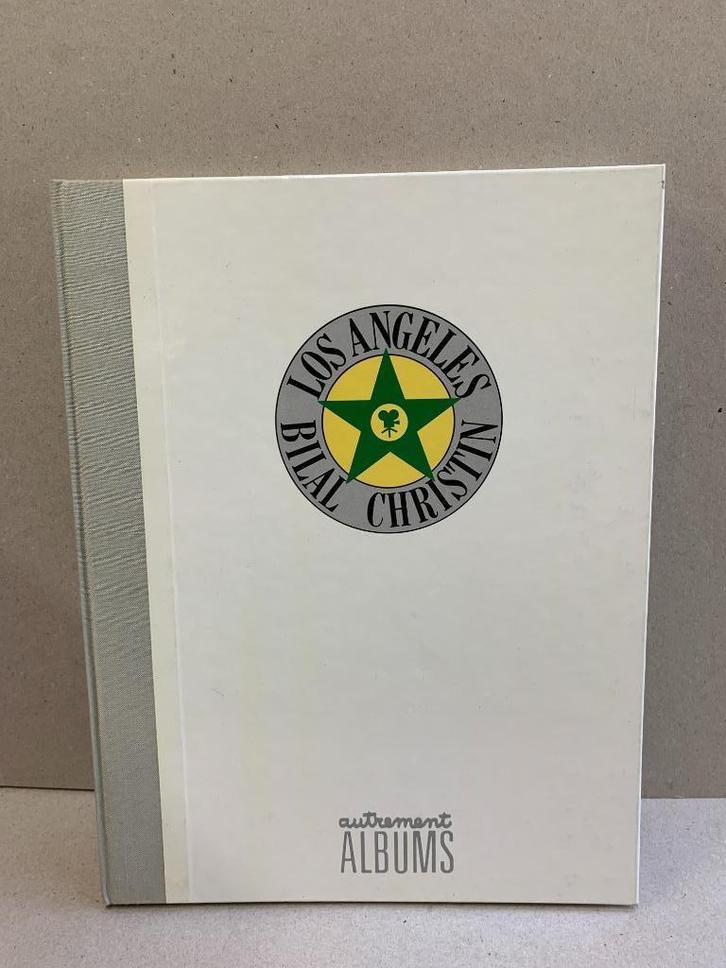 LOS ANGELES
BILAL CHRISTIN
autrement
ALBUMS